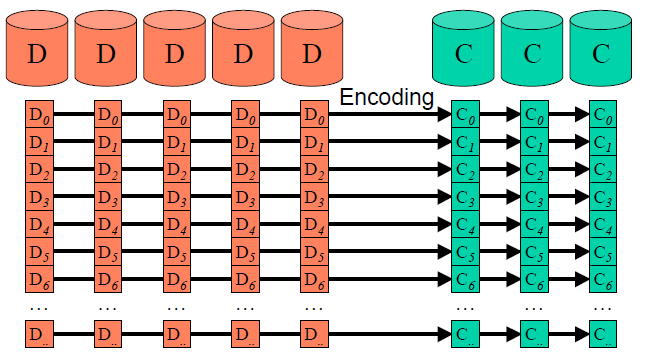 D D D D D C C C
Encoding
D0 D0 D0 D0 D0 C0 C0 C0
D1 D1 D1 D1 D1 C1 C1 C1
D2 D2 D2 D2 D2 C2 C2 C2
D3 D3 D3 D3 D3 C3 C3 C3
D4 D4 D4 D4 D4 C4 C4 C4
D5 D5 D5 D5 D5 C5 C5 C5
D6 D6 D6 D6 D6 C6 C6 C6
... ... ... ... ... ... ... ...
D.. D.. D.. D.. D.. C.. C.. C..